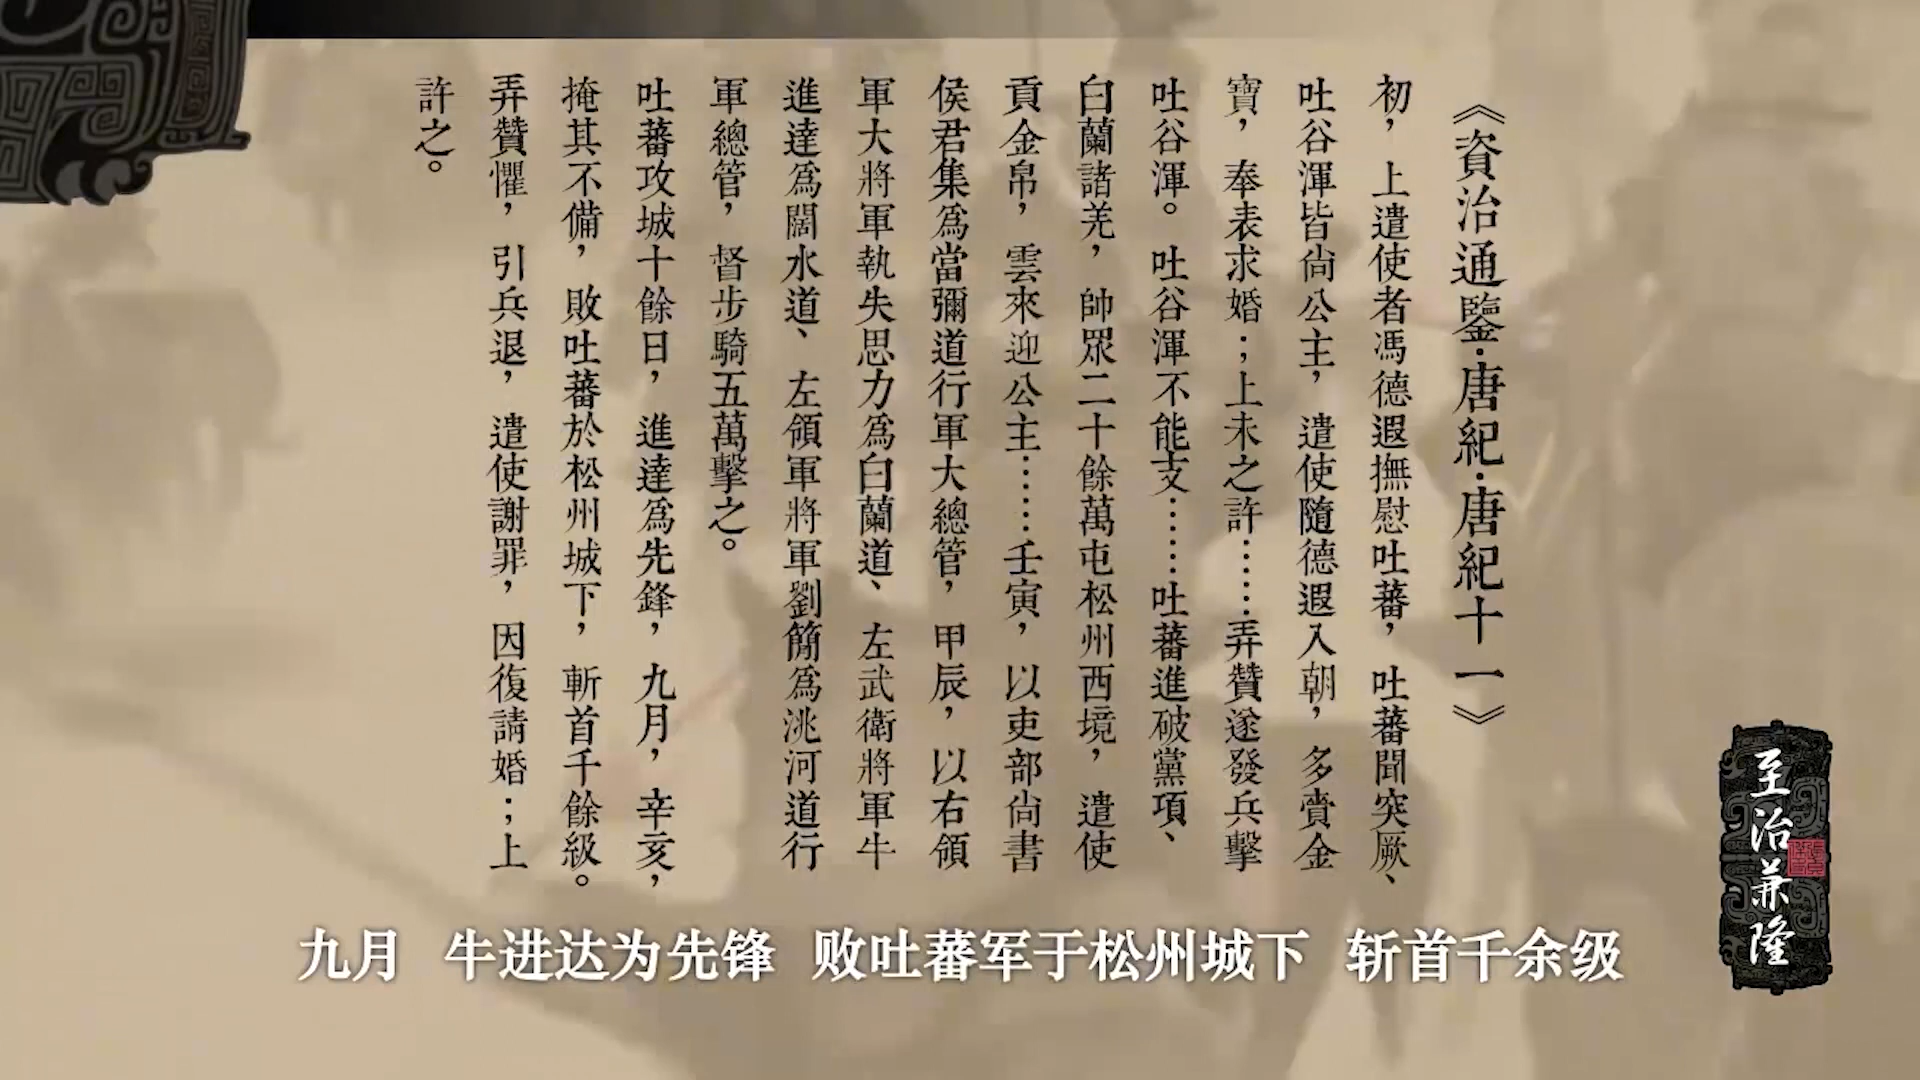 《資治通鑒·唐紀·唐紀十一》
初，上遣使者馮德遐撫慰吐蕃，吐蕃聞突厥、
吐谷渾皆尚公主，遣使隨德遐入朝，多賫金
寶，奉表求婚；上未之許……弄贊遂發兵擊
吐谷渾。吐谷渾不能支……吐蕃進破黨項、
白蘭諸羌，帥眾二十餘萬屯松州西境，遣使
貢金帛，雲來迎公主……壬寅，以吏部尚書
侯君集爲當彌道行軍大總管，甲辰，以右領
軍大將軍執失思力爲白蘭道、左武衛將軍牛
進達爲闊水道、左領軍將軍劉簡爲洮河道行
軍總管，督步騎五萬擊之。
吐蕃攻城十餘日，進達爲先鋒，九月，辛亥，
掩其不備，敗吐蕃於松州城下，斬首千餘級。
弄贊懼，引兵退，遣使謝罪，因復請婚；上
許之。
九月 牛进达为先锋 败吐蕃军于松州城下 斩首千余级
至治兼隆